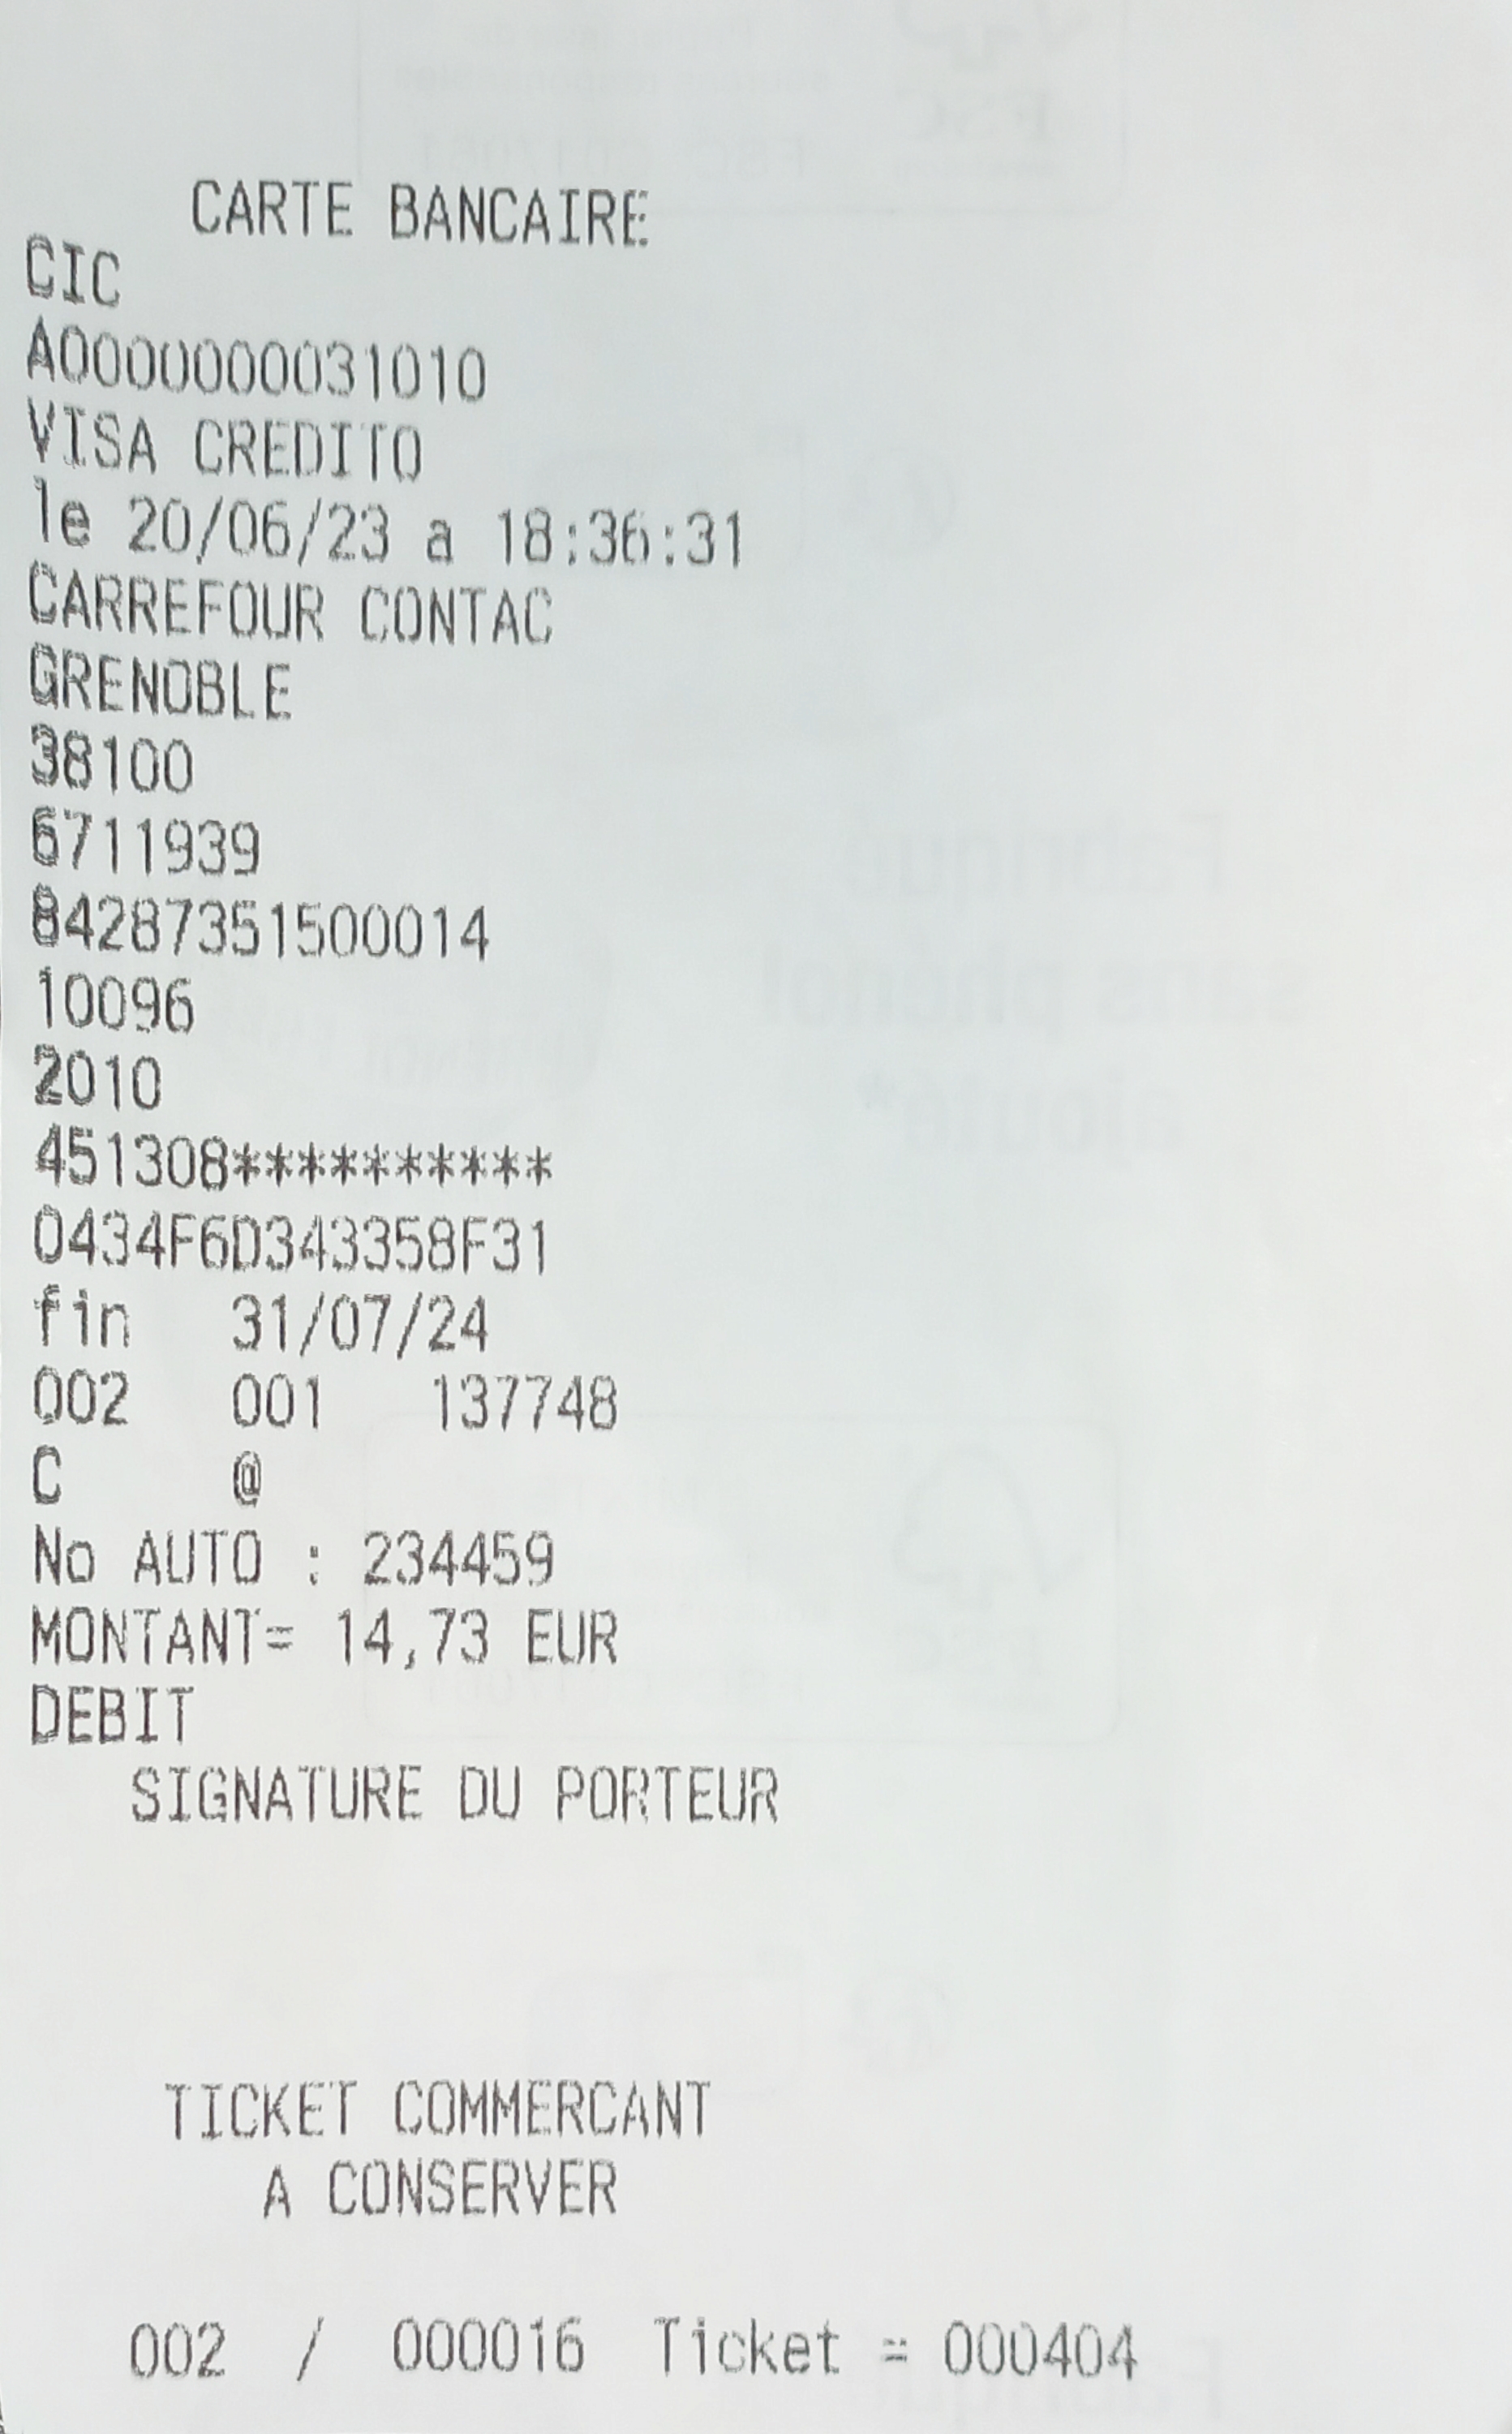 CARTE BANCAIRE
CIC
A0000000031010
VISA CREDITO
le 20/06/23 a 18:36:31
CARREFOUR CONTAC
GRENOBLE
38100
6711939
84287351500014
10096
2010
451308**********
0434F6D343358F31
fin 31/07/24
002 001 137748
C @
No AUTO : 234459
MONTANT= 14,73 EUR
DEBIT
SIGNATURE DU PORTEUR
TICKET COMMERCANT
A CONSERVER
002 / 000016 Ticket = 000404